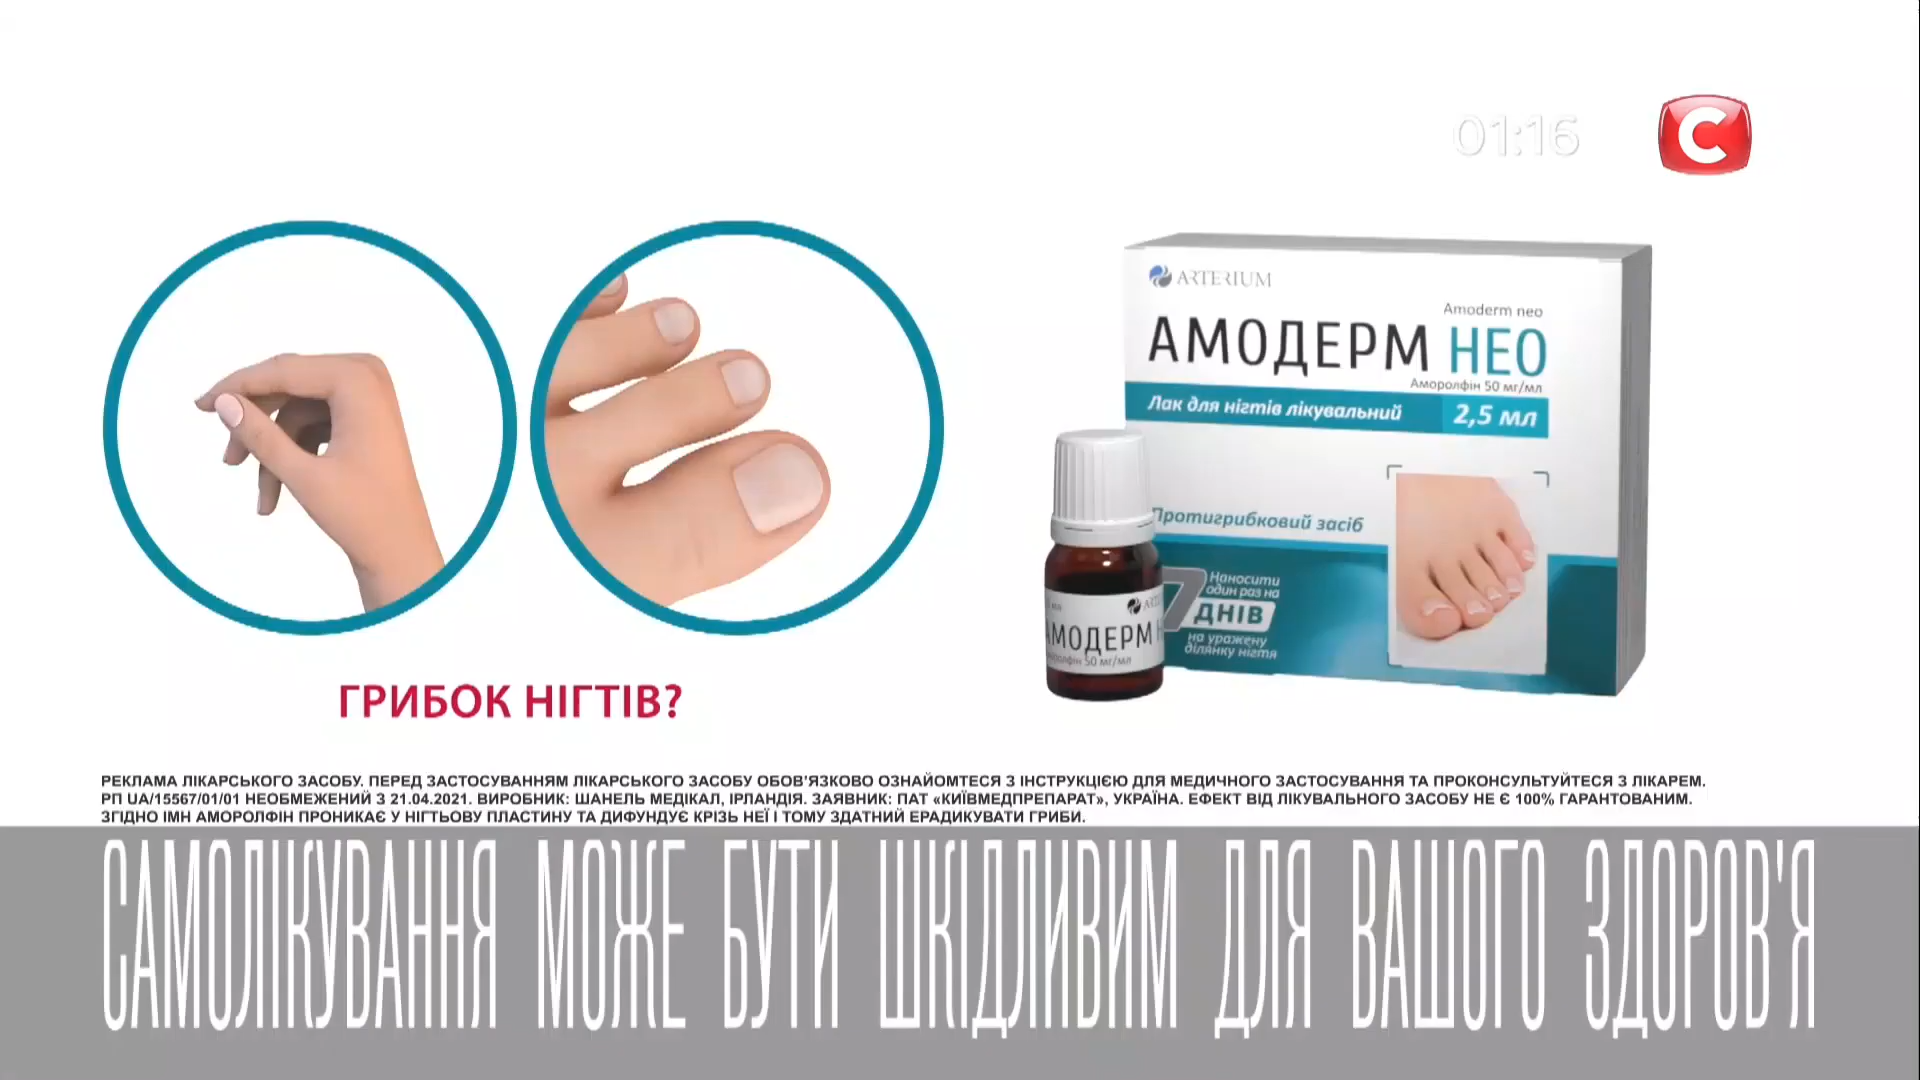 01:16
C
ARTERIUM
Amoderm neo
АМОДЕРМ НЕО
Аморолфін 50 мг/мл
Лак для нігтів лікувальний 2,5 мл
Протигрибковий засіб
7 Наносити
один раз на
ДНІВ
на уражену
ділянку нігтя
АМОДЕРМ
50 мг/мл
ГРИБОК НІГТІВ?
РЕКЛАМА ЛІКАРСЬКОГО ЗАСОБУ. ПЕРЕД ЗАСТОСУВАННЯМ ЛІКАРСЬКОГО ЗАСОБУ ОБОВ'ЯЗКОВО ОЗНАЙОМТЕСЯ З ІНСТРУКЦІЄЮ ДЛЯ МЕДИЧНОГО ЗАСТОСУВАННЯ ТА ПРОКОНСУЛЬТУЙТЕСЯ З ЛІКАРЕМ.
РП UA/15567/01/01 НЕОБМЕЖЕНИЙ З 21.04.2021. ВИРОБНИК: ШАНЕЛЬ МЕДІКАЛ, ІРЛАНДІЯ. ЗАЯВНИК: ПАТ «КИЇВМЕДПРЕПАРАТ», УКРАЇНА. ЕФЕКТ ВІД ЛІКУВАЛЬНОГО ЗАСОБУ НЕ Є 100% ГАРАНТОВАНИМ.
ЗГІДНО ІМН АМОРОЛФІН ПРОНИКАЄ У НІГТЬОВУ ПЛАСТИНУ ТА ДИФУНДУЄ КРІЗЬ НЕЇ І ТОМУ ЗДАТНИЙ ЕРАДИКУВАТИ ГРИБИ.
САМОЛІКУВАННЯ МОЖЕ БУТИ ШКІДЛИВИМ ДЛЯ ВАШОГО ЗДОРОВ'Я